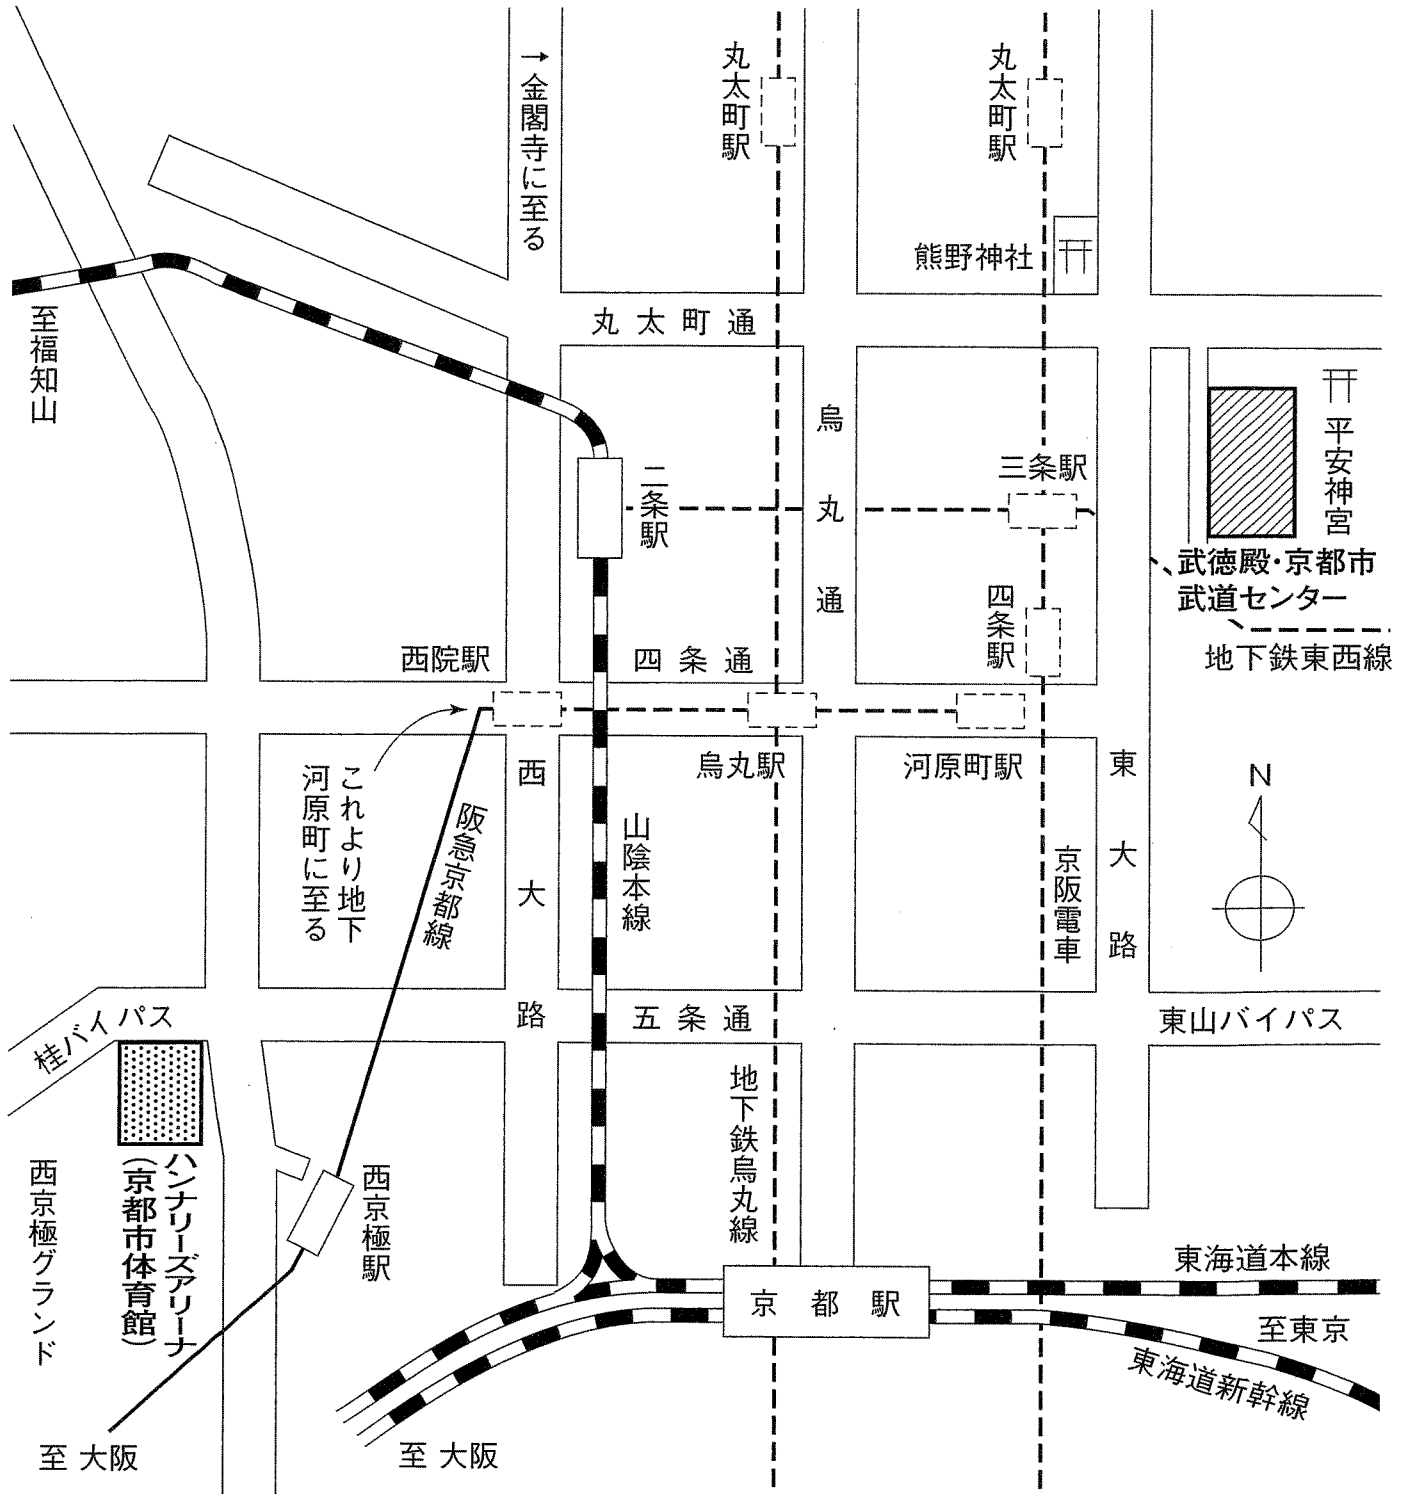 →金閣寺に至る
丸太町駅
丸太町駅
熊野神社
至福知山
丸太町通
烏丸通
平安神宮
二条駅
三条駅
武徳殿・京都市
武道センター
四条駅
地下鉄東西線
西院駅
四条通
烏丸駅
河原町駅
これより地下
河原町に至る
阪急京都線
西大路
山陰本線
京阪電車
東大路
N
桂バイパス
五条通
東山バイパス
地下鉄烏丸線
ハンナリーズアリーナ
(京都市体育館)
西京極グランド
西京極駅
京都駅
東海道本線
至東京
東海道新幹線
至 大阪
至 大阪